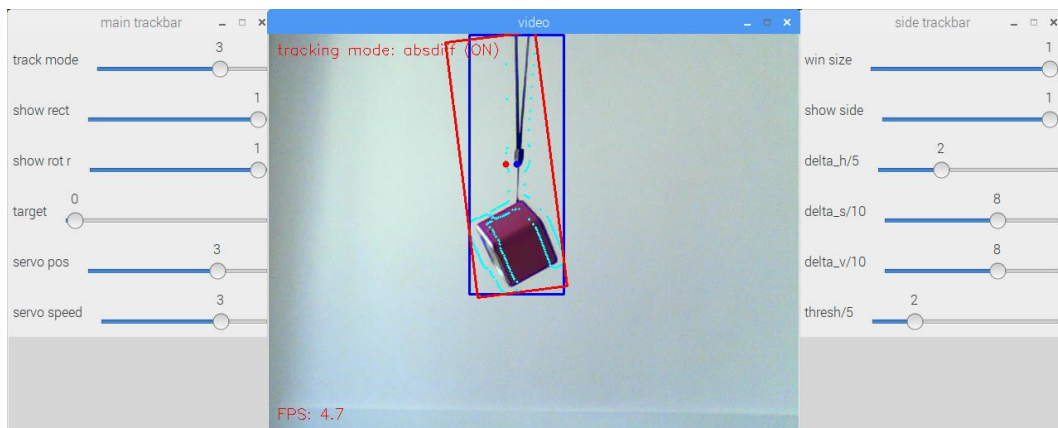 main trackbar
track mode
3
show rect
1
show rot r
1
target
0
servo pos
3
servo speed
3
video
tracking mode: absdiff (ON)
FPS: 4.7
side trackbar
win size
1
show side
1
delta_h/5
2
delta_s/10
8
delta_v/10
8
thresh/5
2